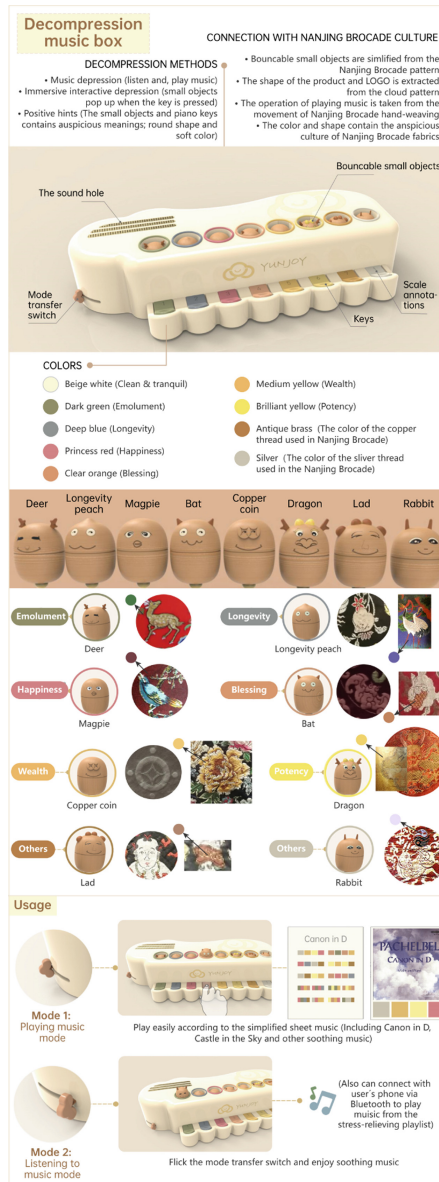 Decompression
music box
DECOMPRESSION METHODS
• Music depression (listen and, play music)
• Immersive interactive depression (small objects
pop up when the key is pressed)
• Positive hints (The small objects and piano keys
contains auspicious meanings; round shape and
soft color)
CONNECTION WITH NANJING BROCADE CULTURE
• Bouncable small objects are simlified from the
Nanjing Brocade pattern
• The shape of the product and LOGO is extracted
from the cloud pattern
• The operation of playing music is taken from the
movement of Nanjing Brocade hand-weaving
• The color and shape contain the anspicious
culture of Nanjing Brocade fabrics
Bouncable small objects
The sound hole
YUNJOY
Mode
transfer
switch
Scale
annota-
tions
Keys
COLORS
Beige white (Clean & tranquil)
Dark green (Emolument)
Deep blue (Longevity)
Princess red (Happiness)
Clear orange (Blessing)
Medium yellow (Wealth)
Brilliant yellow (Potency)
Antique brass (The color of the copper
thread used in Nanjing Brocade)
Silver (The color of the sliver thread
used in the Nanjing Brocade)
Deer
Longevity
peach
Magpie
Bat
Copper
coin
Dragon
Lad
Rabbit
Emolument
Deer
Longevity
Longevity peach
Happiness
Magpie
Blessing
Bat
Wealth
Copper coin
Potency
Dragon
Others
Lad
Others
Rabbit
Usage
Mode 1:
Playing music
mode
YUNJOY
Canon in D
PACHELBEL
CANON IN D
Play easily according to the simplified sheet music (Including Canon in D,
Castle in the Sky and other soothing music)
Mode 2:
Listening to
music mode
YUNJOY
(Also can connect with
user's phone via
Bluetooth to play
muisic from the
stress-relieving playlist)
Flick the mode transfer switch and enjoy soothing music